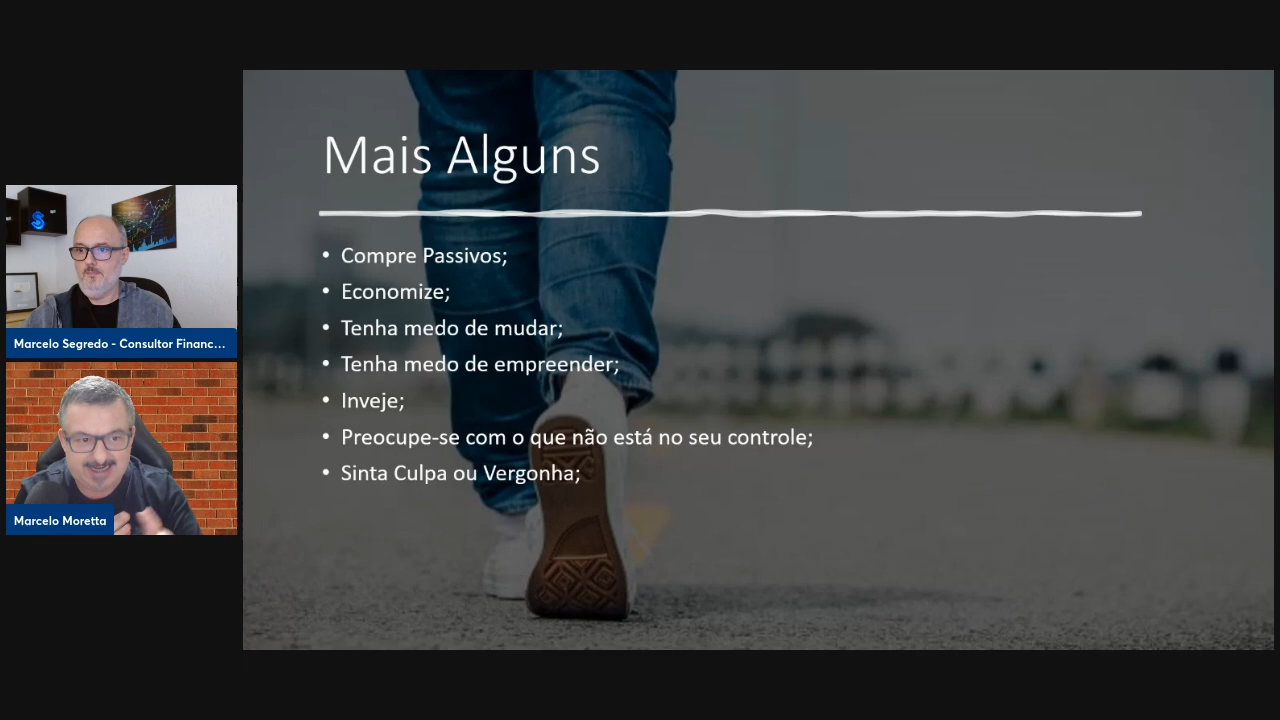 Mais Alguns
• Compre Passivos;
• Economize;
• Tenha medo de mudar;
• Tenha medo de empreender;
• Inveje;
• Preocupe-se com o que não está no seu controle;
• Sinta Culpa ou Vergonha;
Marcelo Segredo - Consultor Financ...
Marcelo Moretta